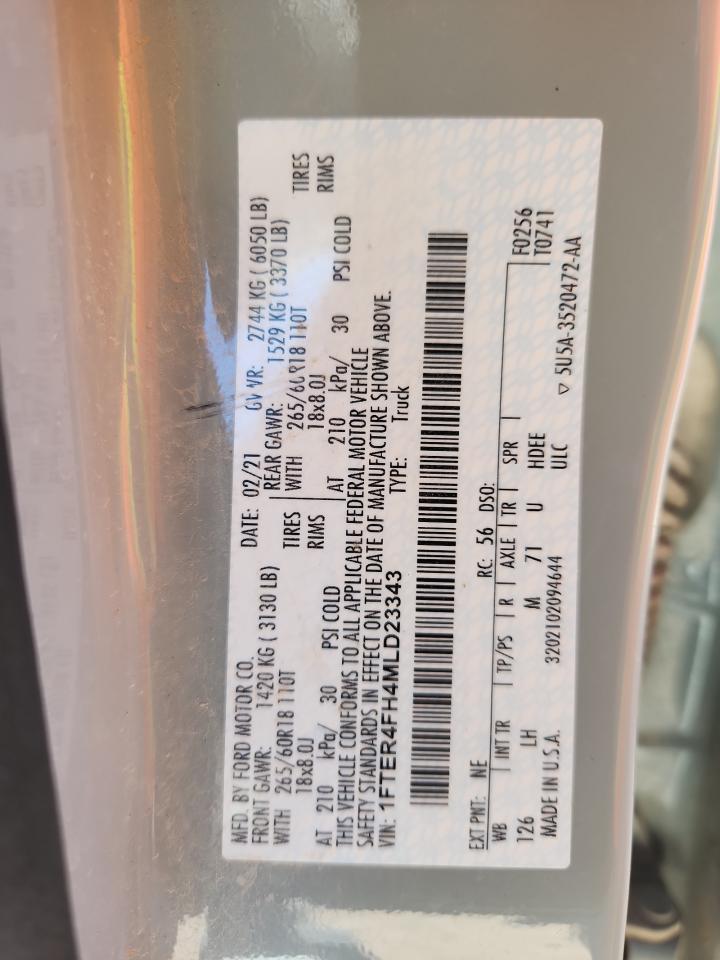 MFD. BY FORD MOTOR CO. DATE: 02/21 GVWR: 2744 KG ( 6050 LB)
FRONT GAWR: 1420 KG ( 3130 LB) REAR GAWR: 1529 KG ( 3370 LB)
WITH 265/60R18 110T TIRES WITH 265/60R18 110T TIRES
18x8.0J RIMS 18x8.0J RIMS
AT 210 kPa/ 30 PSI COLD AT 210 kPa/ 30 PSI COLD
THIS VEHICLE CONFORMS TO ALL APPLICABLE FEDERAL MOTOR VEHICLE
SAFETY STANDARDS IN EFFECT ON THE DATE OF MANUFACTURE SHOWN ABOVE.
VIN: 1FTER4FH4MLD23343 TYPE: Truck
EXT PNT: NE RC: 56 DSO:
WB INT TR TP/PS R AXLE TR SPR F0256
126 LH M 71 U HDEE T0741
MADE IN U.S.A. 3202102094644 ULC ▽ 5U5A-3520472-AA